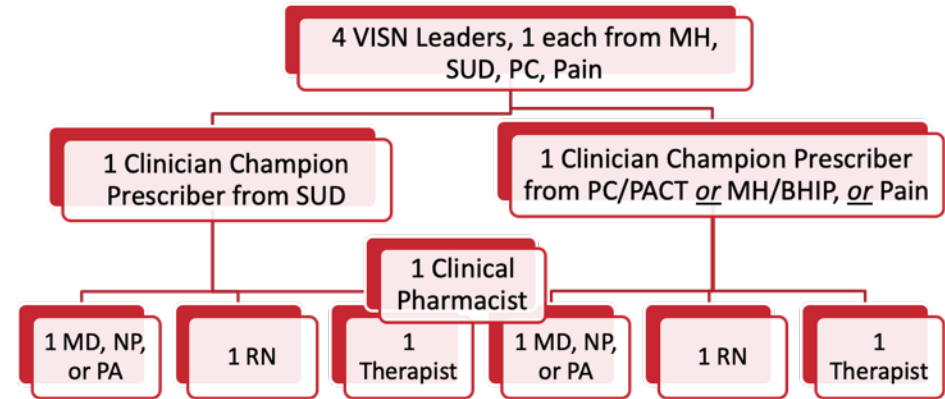 4 VISN Leaders, 1 each from MH,
SUD, PC, Pain
1 Clinician Champion
Prescriber from SUD
1 Clinician Champion Prescriber
from PC/PACT or MH/BHIP, or Pain
1 Clinical
Pharmacist
1 MD, NP,
or PA
1 RN
1
Therapist
1 MD, NP,
or PA
1 RN
1
Therapist